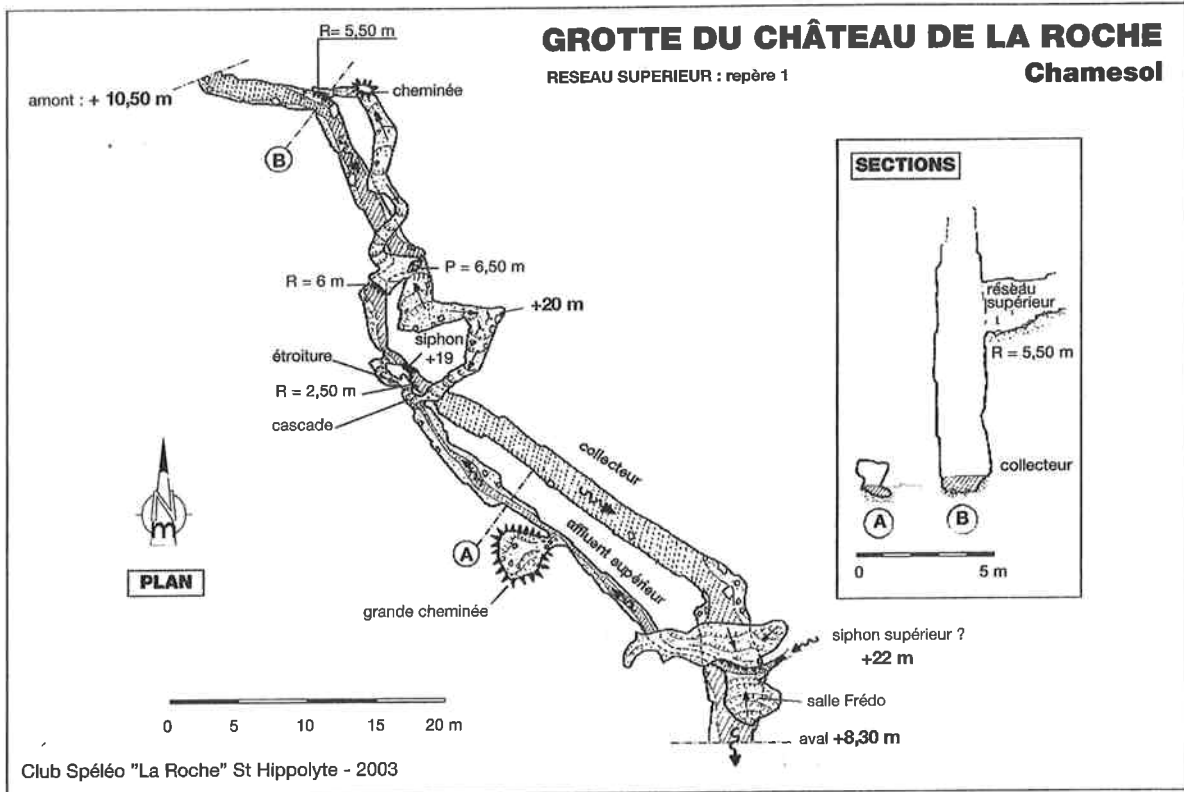 GROTTE DU CHÂTEAU DE LA ROCHE
RESEAU SUPERIEUR : repère 1
Chamesol
R= 5,50 m
cheminée
amont : + 10,50 m
B
P = 6,50 m
R = 6 m
+20 m
siphon
+19
étroiture
R = 2,50 m
cascade
collecteur
A
affluent supérieur
grande cheminée
N
m
PLAN
siphon supérieur ?
+22 m
salle Frédo
aval +8,30 m
0 5 10 15 20 m
SECTIONS
réseau
supérieur
R = 5,50 m
collecteur
A
B
0 5 m
Club Spéléo "La Roche" St Hippolyte - 2003